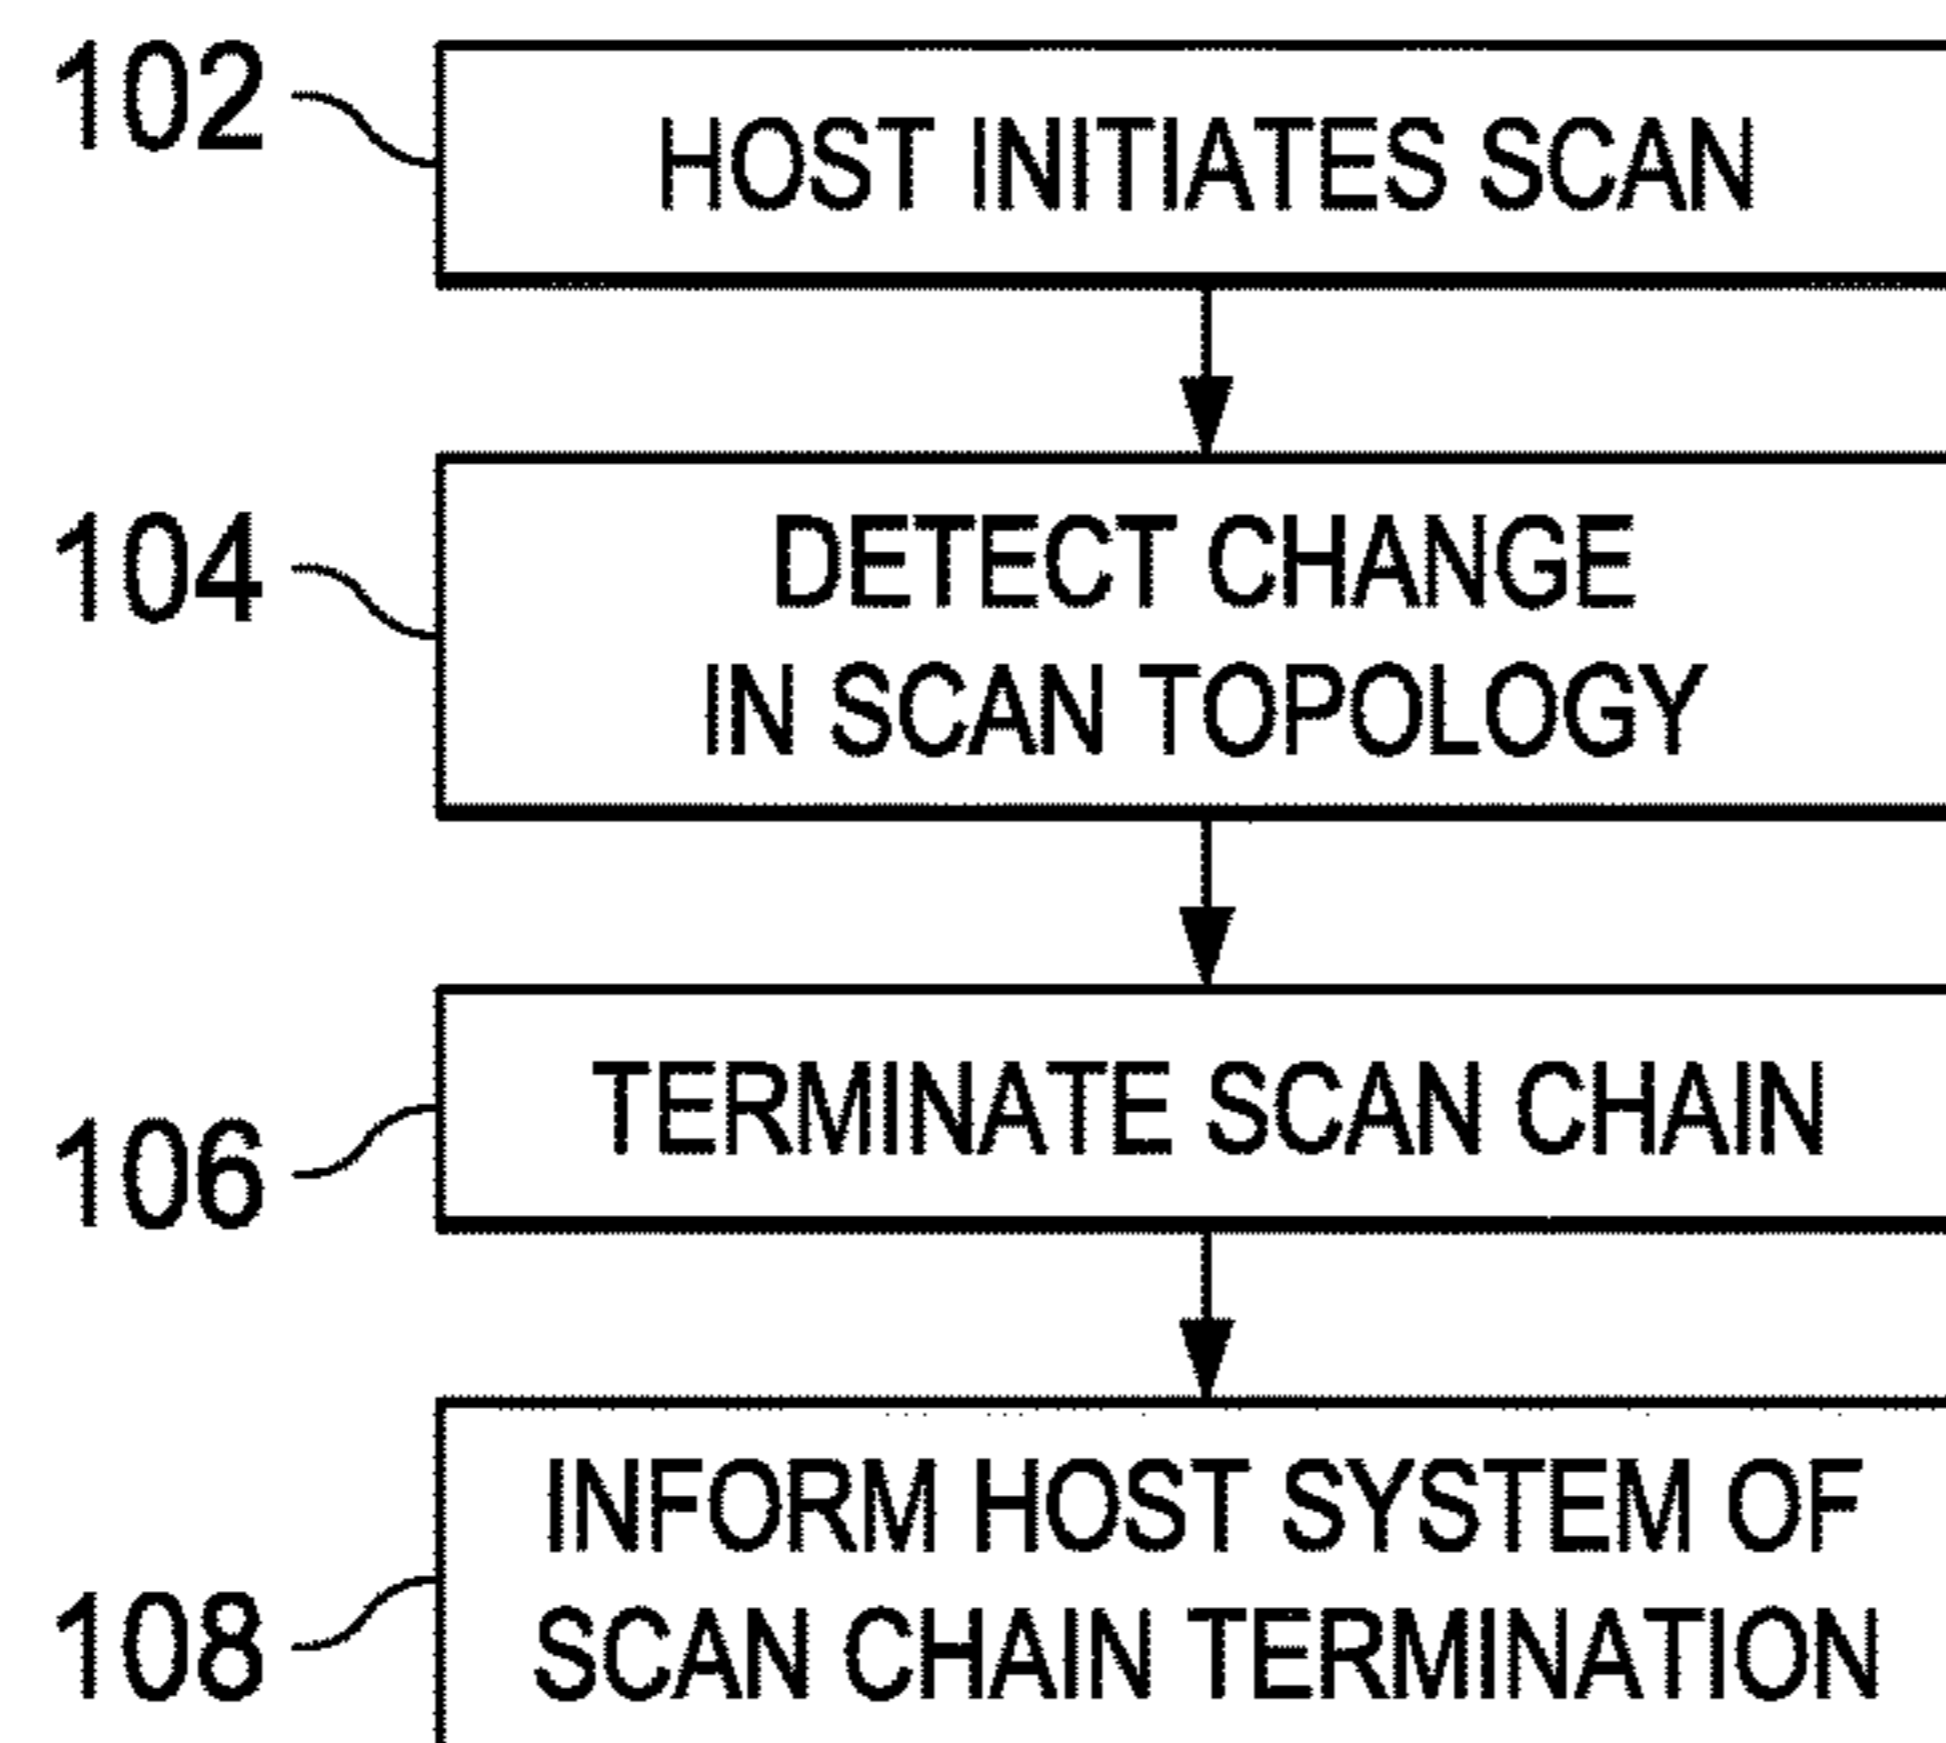 102
HOST INITIATES SCAN
104
DETECT CHANGE
IN SCAN TOPOLOGY
106
TERMINATE SCAN CHAIN
108
INFORM HOST SYSTEM OF
SCAN CHAIN TERMINATION